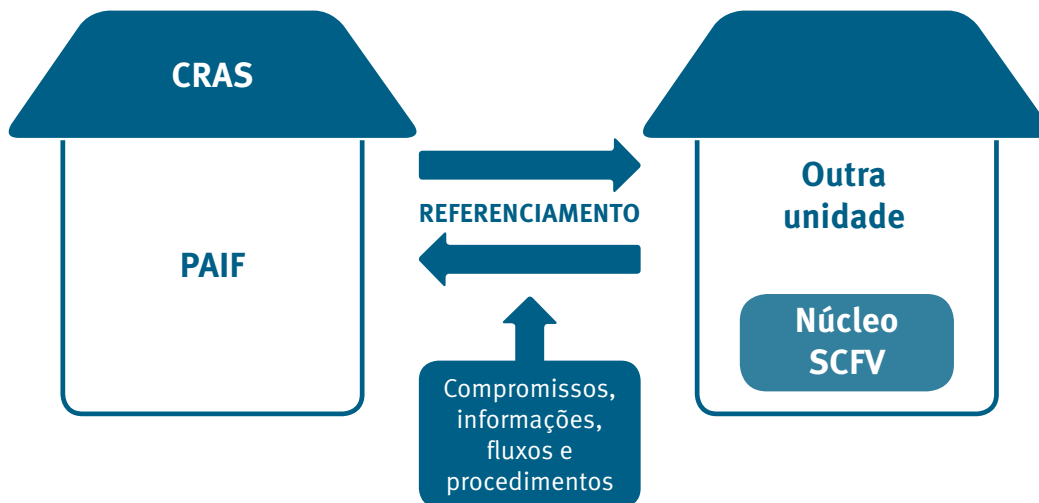 CRAS
PAIF
REFERENCIAMENTO
Compromissos,
informações,
fluxos e
procedimentos
Outra
unidade
Núcleo
SCFV